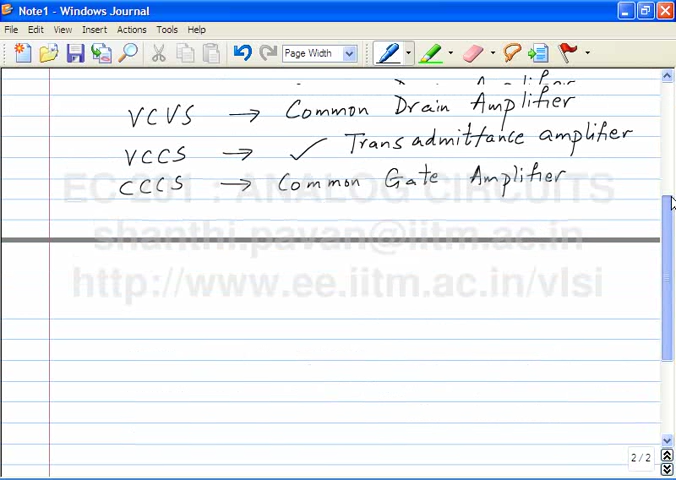 Note1 - Windows Journal
File Edit View Insert Actions Tools Help
Page Width
VCVS → Common Drain Amplifier
VCCS → ✓ Transadmittance amplifier
CCCS → Common Gate Amplifier
EC 201 : ANALOG CIRCUITS
shanthi.pavan@iitm.ac.in
http://www.ee.iitm.ac.in/vlsi
2 / 2